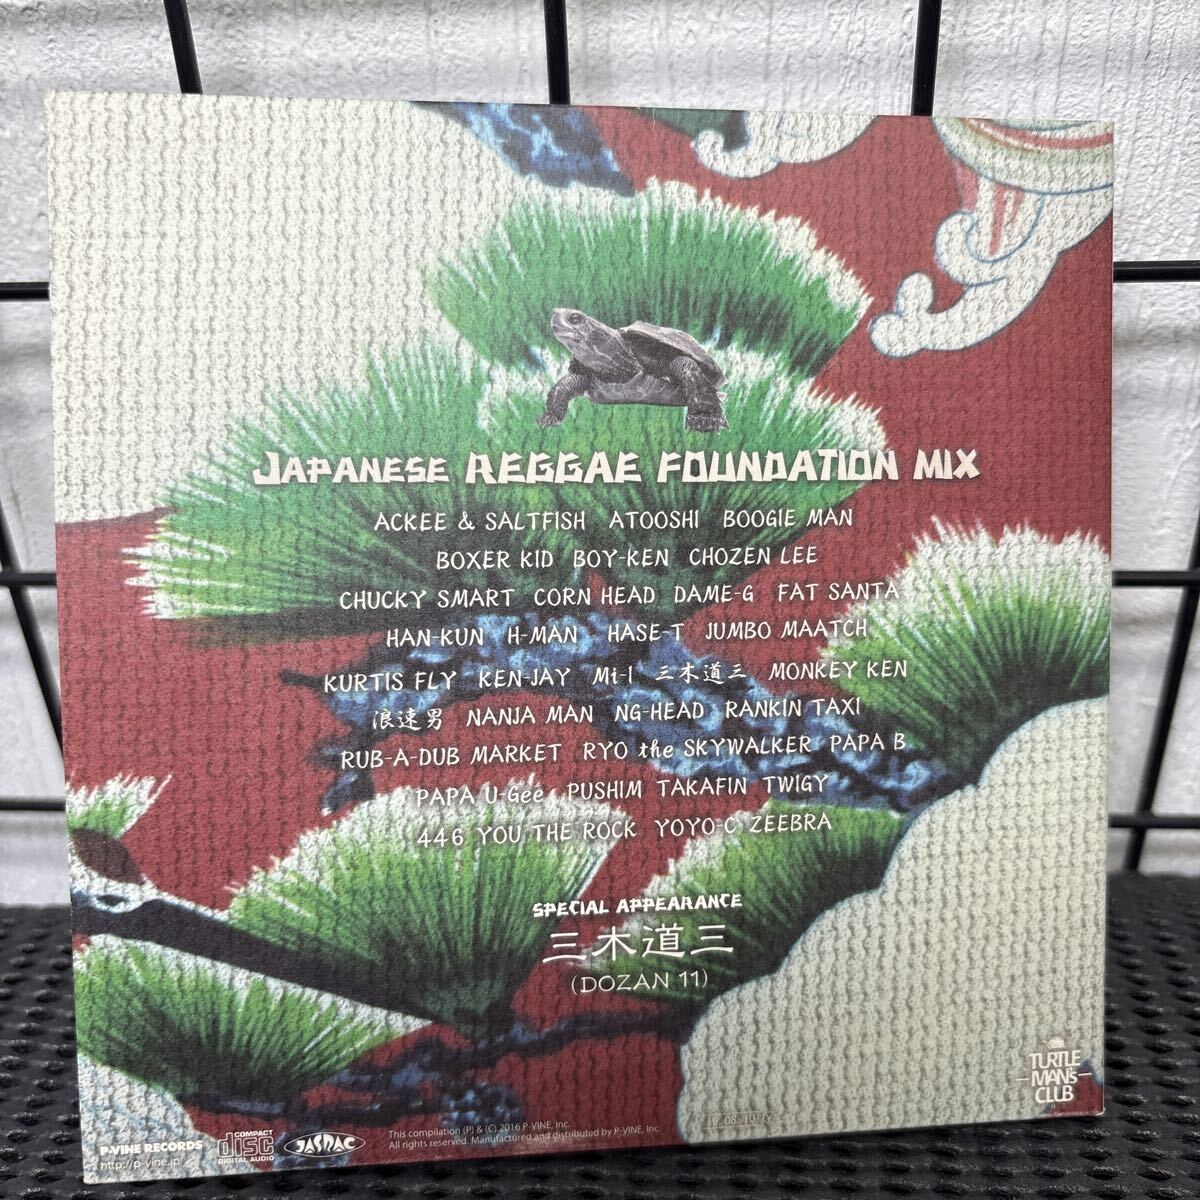 JAPANESE REGGAE FOUNDATION MIX
ACKEE & SALTFISH ATOOSHI BOOGIE MAN
BOXER KID BOY-KEN CHOZEN LEE
CHUCKY SMART CORN HEAD DAME-G FAT SANTA
HAN-KUN H-MAN HASE-T JUMBO MAATCH
KURTIS FLY KEN-JAY Mi-I 三木道三 MONKEY KEN
浪速男 NANJA MAN NG-HEAD RANKIN TAXI
RUB-A-DUB MARKET RYO the SKYWALKER PAPA B
PAPA U-Gee PUSHIM TAKAFIN TWIGY
446 YOU THE ROCK YOYO-C ZEEBRA
SPECIAL APPEARANCE
三木道三
(DOZAN 11)
TURTLE
MAN's
CLUB
P-VINE RECORDS
http://p-vine.jp
COMPACT
disc
DIGITAL AUDIO
JASRAC
This compilation (P) & (C) 2016 P-VINE, Inc.
All rights reserved. Manufactured and distributed by P-VINE, Inc.